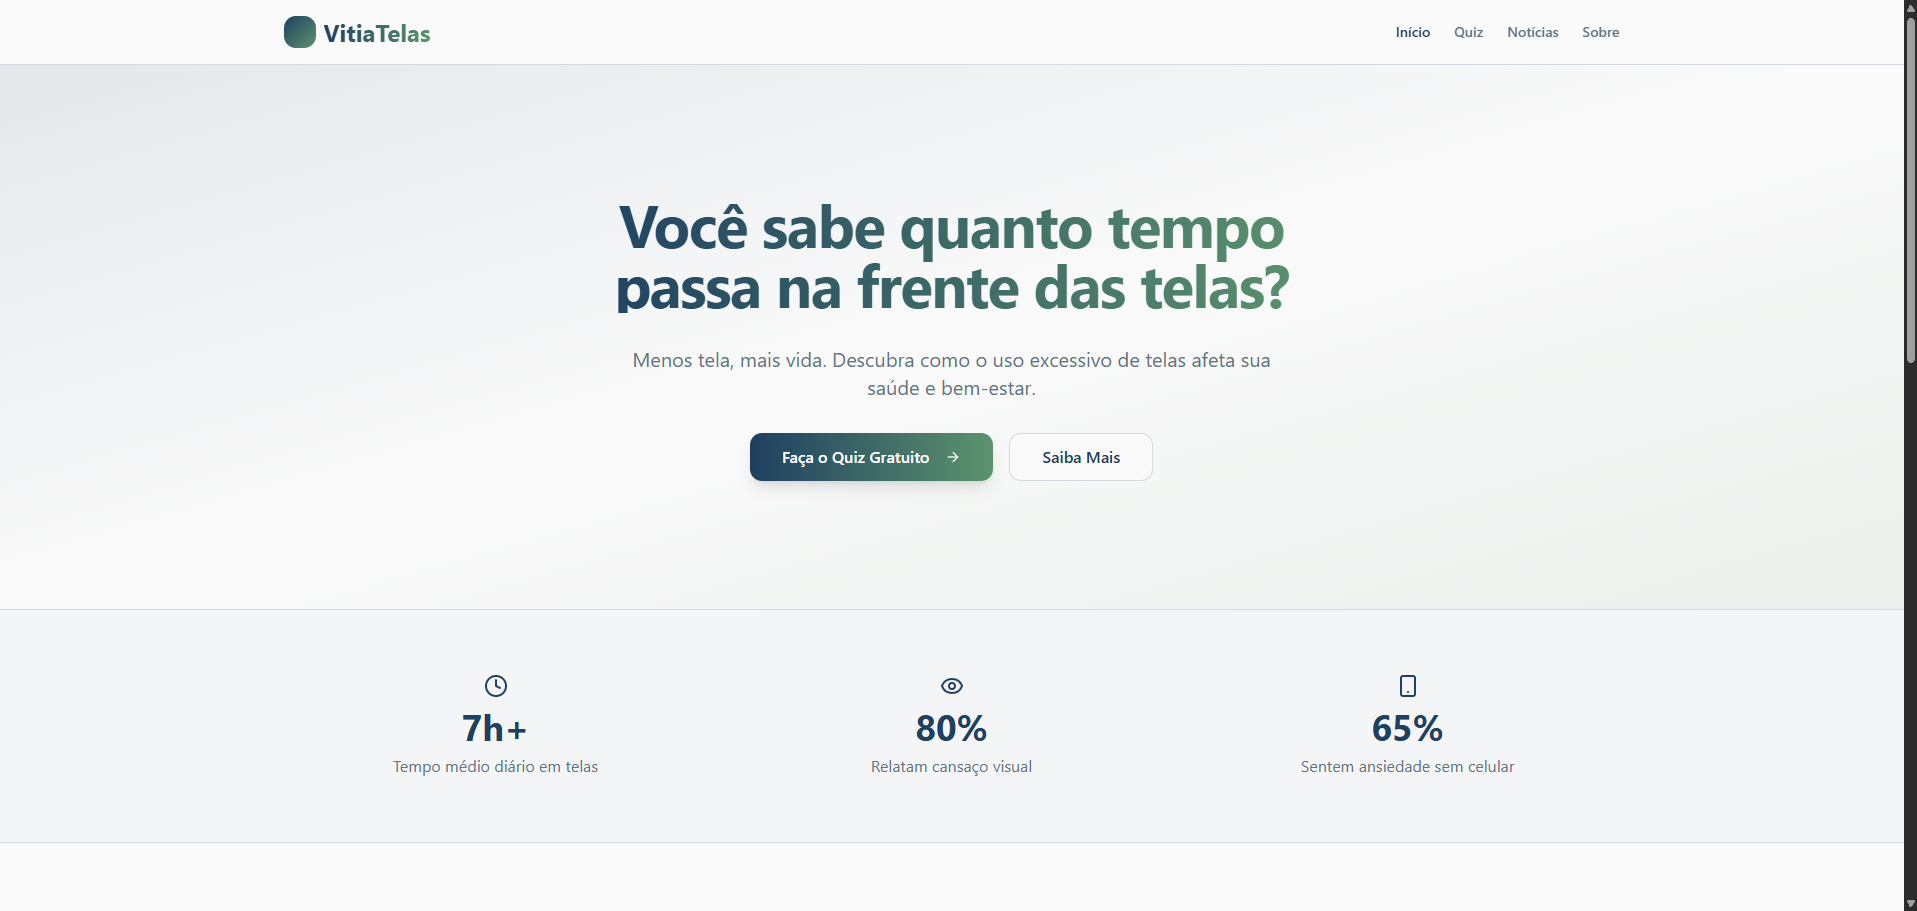 VitiaTelas
Início
Quiz
Notícias
Sobre
Você sabe quanto tempo
passa na frente das telas?
Menos tela, mais vida. Descubra como o uso excessivo de telas afeta sua
saúde e bem-estar.
Faça o Quiz Gratuito
Saiba Mais
7h+
Tempo médio diário em telas
80%
Relatam cansaço visual
65%
Sentem ansiedade sem celular